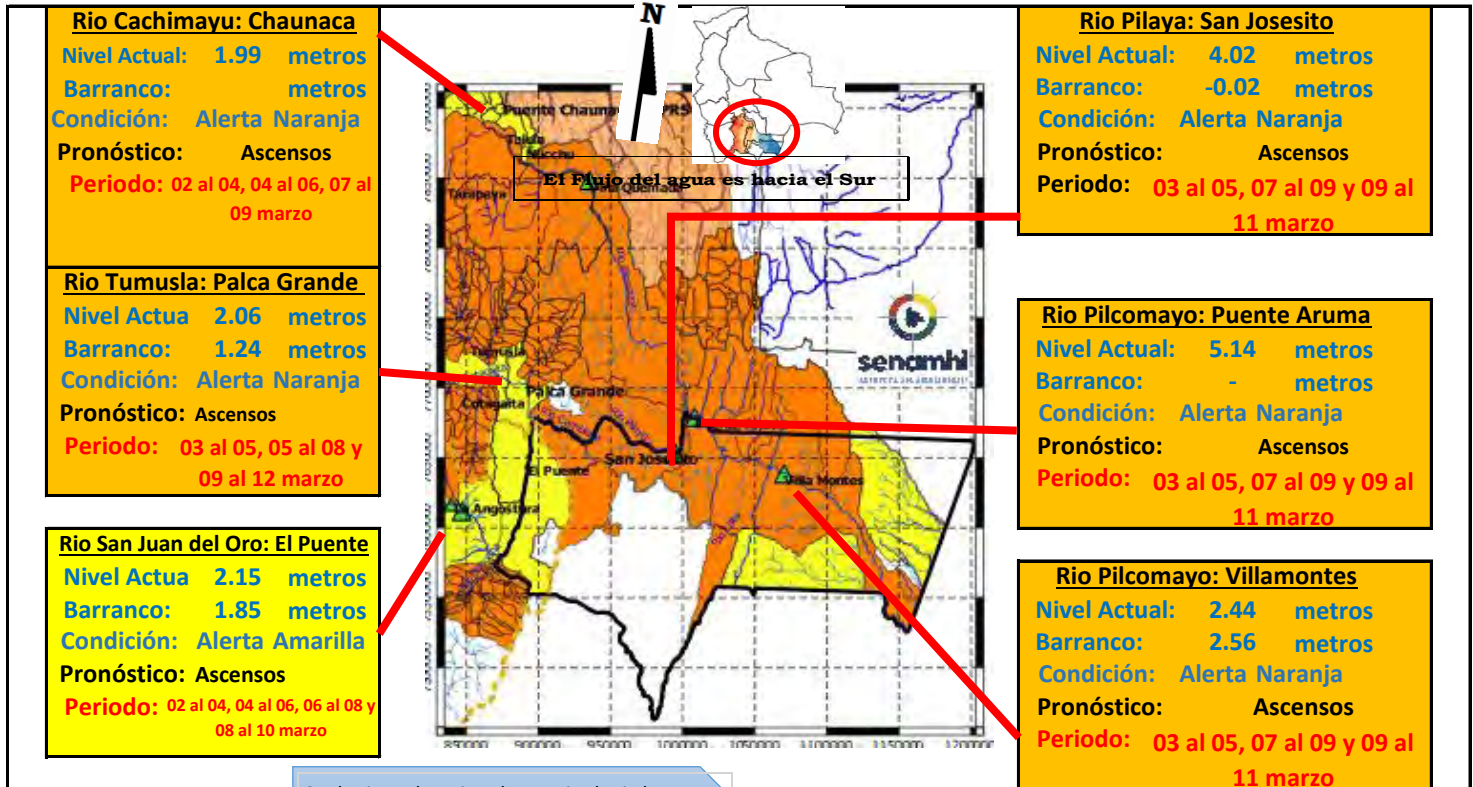 Rio Cachimayu: Chaunaca
Nivel Actual: 1.99 metros
Barranco: metros
Condición: Alerta Naranja
Pronóstico: Ascensos
Periodo: 02 al 04, 04 al 06, 07 al
09 marzo
Rio Tumusla: Palca Grande
Nivel Actua 2.06 metros
Barranco: 1.24 metros
Condición: Alerta Naranja
Pronóstico: Ascensos
Periodo: 03 al 05, 05 al 08 y
09 al 12 marzo
Rio San Juan del Oro: El Puente
Nivel Actua 2.15 metros
Barranco: 1.85 metros
Condición: Alerta Amarilla
Pronóstico: Ascensos
Periodo: 02 al 04, 04 al 06, 06 al 08 y
08 al 10 marzo
N
Puente Chauna
El Flujo del agua es hacia el Sur
Tarapaya
senamhi
Tumusla
Palca Grande
Cotagaita
El Puente
Villa Montes
Angostura
900000 950000 1000000 1050000 1100000 1150000
Rio Pilaya: San Josesito
Nivel Actual: 4.02 metros
Barranco: -0.02 metros
Condición: Alerta Naranja
Pronóstico: Ascensos
Periodo: 03 al 05, 07 al 09 y 09 al
11 marzo
Rio Pilcomayo: Puente Aruma
Nivel Actual: 5.14 metros
Barranco: - metros
Condición: Alerta Naranja
Pronóstico: Ascensos
Periodo: 03 al 05, 07 al 09 y 09 al
11 marzo
Rio Pilcomayo: Villamontes
Nivel Actual: 2.44 metros
Barranco: 2.56 metros
Condición: Alerta Naranja
Pronóstico: Ascensos
Periodo: 03 al 05, 07 al 09 y 09 al
11 marzo